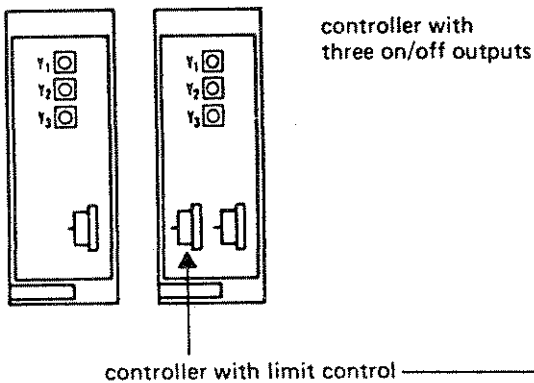 controller with
three on/off outputs
Y₁
Y₂
Y₃
Y₁
Y₂
Y₃
controller with limit control